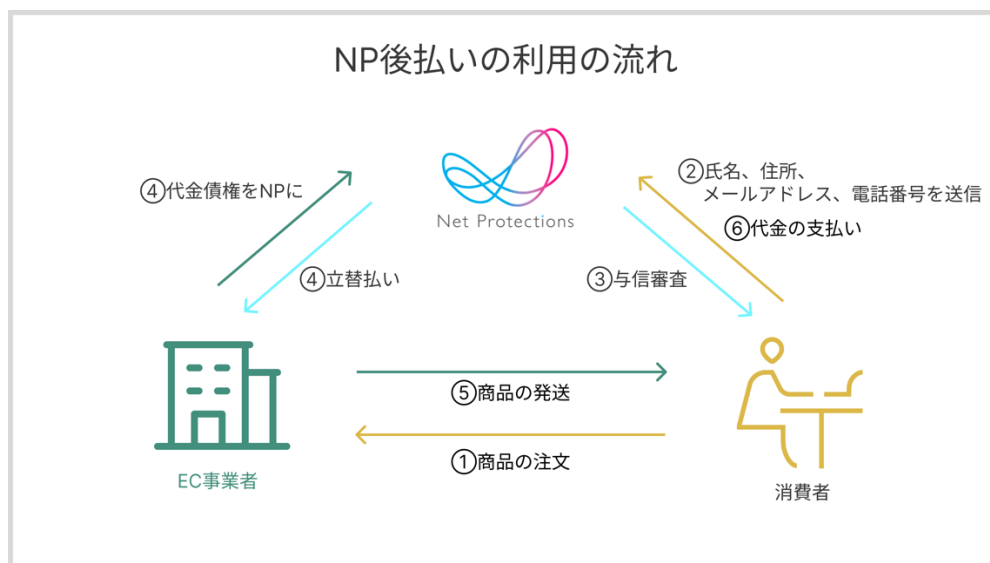 NP後払いの利用の流れ
Net Protections
④代金債権をNPに
②氏名、住所、
メールアドレス、電話番号を送信
⑥代金の支払い
④立替払い
③与信審査
⑤商品の発送
①商品の注文
EC事業者
消費者